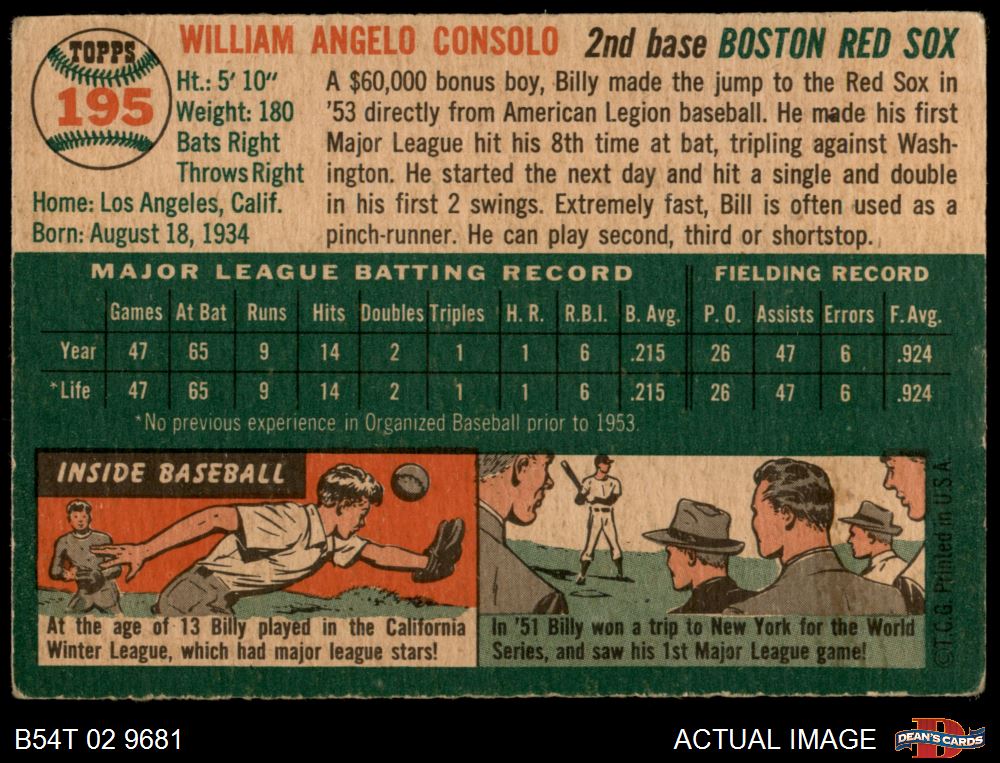 TOPPS
195
WILLIAM ANGELO CONSOLO 2nd base BOSTON RED SOX
Ht.: 5' 10"
Weight: 180
Bats Right
Throws Right
Home: Los Angeles, Calif.
Born: August 18, 1934
A $60,000 bonus boy, Billy made the jump to the Red Sox in
'53 directly from American Legion baseball. He made his first
Major League hit his 8th time at bat, tripling against Wash-
ington. He started the next day and hit a single and double
in his first 2 swings. Extremely fast, Bill is often used as a
pinch-runner. He can play second, third or shortstop.
MAJOR LEAGUE BATTING RECORD FIELDING RECORD
Games At Bat Runs Hits Doubles Triples H. R. R.B.I. B. Avg. P. O. Assists Errors F. Avg.
Year 47 65 9 14 2 1 1 6 .215 26 47 6 .924
*Life 47 65 9 14 2 1 1 6 .215 26 47 6 .924
*No previous experience in Organized Baseball prior to 1953.
INSIDE BASEBALL
At the age of 13 Billy played in the California
Winter League, which had major league stars!
In '51 Billy won a trip to New York for the World
Series, and saw his 1st Major League game!
©T.C.G. Printed in U.S.A.
B54T 02 9681
ACTUAL IMAGE
DEAN'S CARDS